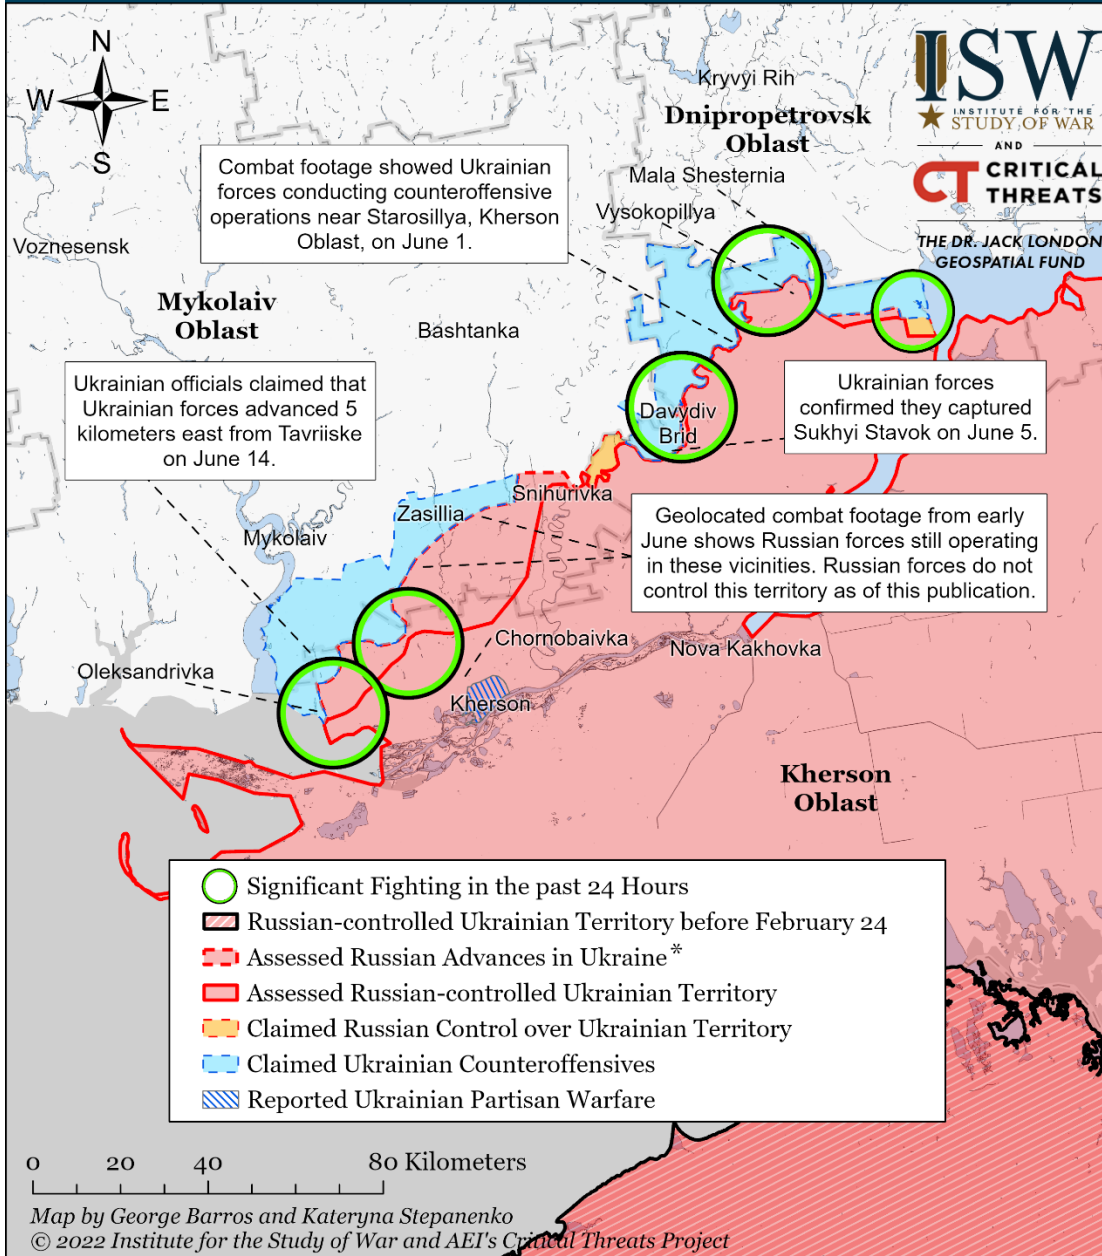 N
W
E
S
ISW
INSTITUTE FOR THE
STUDY OF WAR
AND
CT CRITICAL
THREATS
THE DR. JACK LONDON
GEOSPATIAL FUND
Kryvyi Rih
Dnipropetrovsk
Oblast
Mala Shesternia
Vysokopillya
Combat footage showed Ukrainian
forces conducting counteroffensive
operations near Starosillya, Kherson
Oblast, on June 1.
Voznesensk
Mykolaiv
Oblast
Bashtanka
Ukrainian officials claimed that
Ukrainian forces advanced 5
kilometers east from Tavriiske
on June 14.
Ukrainian forces
confirmed they captured
Sukhyi Stavok on June 5.
Davydiv
Brid
Snihurivka
Zasillia
Mykolaiv
Geolocated combat footage from early
June shows Russian forces still operating
in these vicinities. Russian forces do not
control this territory as of this publication.
Chornobaivka
Nova Kakhovka
Oleksandrivka
Kherson
Kherson
Oblast
Significant Fighting in the past 24 Hours
Russian-controlled Ukrainian Territory before February 24
Assessed Russian Advances in Ukraine*
Assessed Russian-controlled Ukrainian Territory
Claimed Russian Control over Ukrainian Territory
Claimed Ukrainian Counteroffensives
Reported Ukrainian Partisan Warfare
0 20 40 80 Kilometers
Map by George Barros and Kateryna Stepanenko
© 2022 Institute for the Study of War and AEI's Critical Threats Project